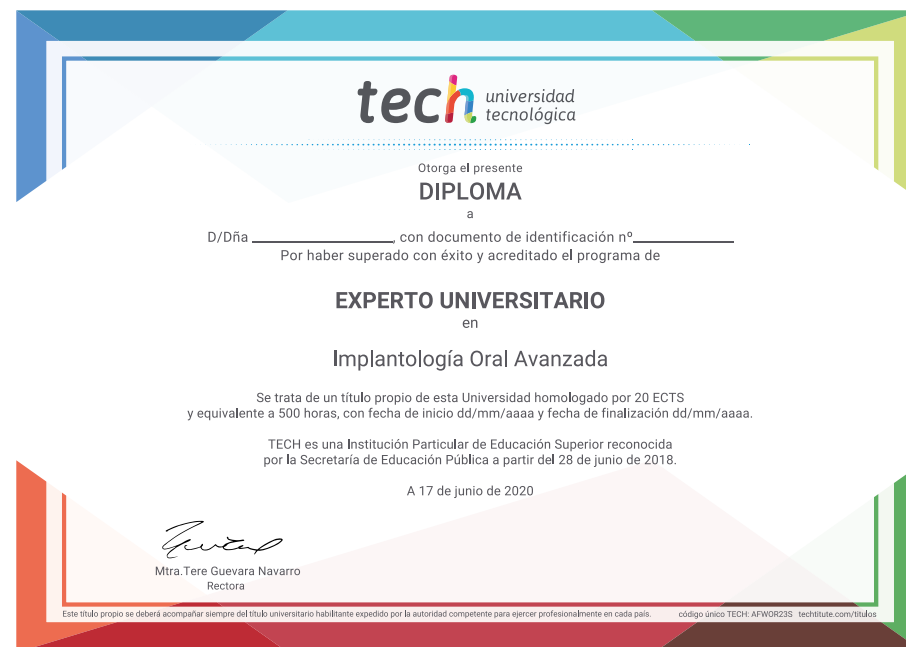 tech universidad
tecnológica
Otorga el presente
DIPLOMA
a
D/Dña ____________________, con documento de identificación nº______________
Por haber superado con éxito y acreditado el programa de
EXPERTO UNIVERSITARIO
en
Implantología Oral Avanzada
Se trata de un título propio de esta Universidad homologado por 20 ECTS
y equivalente a 500 horas, con fecha de inicio dd/mm/aaaa y fecha de finalización dd/mm/aaaa.
TECH es una Institución Particular de Educación Superior reconocida
por la Secretaría de Educación Pública a partir del 28 de junio de 2018.
A 17 de junio de 2020
Mtra.Tere Guevara Navarro
Rectora
Este título propio se deberá acompañar siempre del título universitario habilitante expedido por la autoridad competente para ejercer profesionalmente en cada país. código único TECH: AFWOR23S techtitute.com/titulos